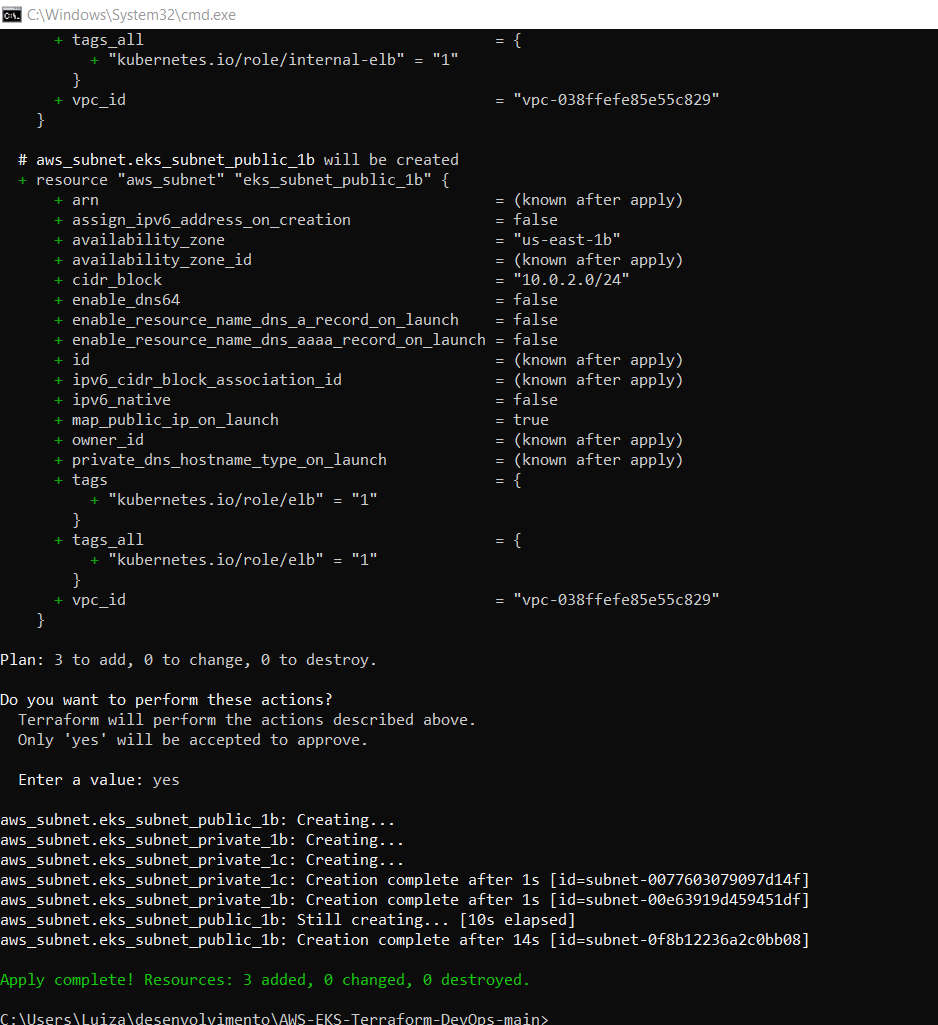 C:\Windows\System32\cmd.exe
+ tags_all = {
+ "kubernetes.io/role/internal-elb" = "1"
}
+ vpc_id = "vpc-038ffefe85e55c829"
}
# aws_subnet.eks_subnet_public_1b will be created
+ resource "aws_subnet" "eks_subnet_public_1b" {
+ arn = (known after apply)
+ assign_ipv6_address_on_creation = false
+ availability_zone = "us-east-1b"
+ availability_zone_id = (known after apply)
+ cidr_block = "10.0.2.0/24"
+ enable_dns64 = false
+ enable_resource_name_dns_a_record_on_launch = false
+ enable_resource_name_dns_aaaa_record_on_launch = false
+ id = (known after apply)
+ ipv6_cidr_block_association_id = (known after apply)
+ ipv6_native = false
+ map_public_ip_on_launch = true
+ owner_id = (known after apply)
+ private_dns_hostname_type_on_launch = (known after apply)
+ tags = {
+ "kubernetes.io/role/elb" = "1"
}
+ tags_all = {
+ "kubernetes.io/role/elb" = "1"
}
+ vpc_id = "vpc-038ffefe85e55c829"
}
Plan: 3 to add, 0 to change, 0 to destroy.
Do you want to perform these actions?
Terraform will perform the actions described above.
Only 'yes' will be accepted to approve.
Enter a value: yes
aws_subnet.eks_subnet_public_1b: Creating...
aws_subnet.eks_subnet_private_1b: Creating...
aws_subnet.eks_subnet_private_1c: Creating...
aws_subnet.eks_subnet_private_1c: Creation complete after 1s [id=subnet-0077603079097d14f]
aws_subnet.eks_subnet_private_1b: Creation complete after 1s [id=subnet-00e63919d459451df]
aws_subnet.eks_subnet_public_1b: Still creating... [10s elapsed]
aws_subnet.eks_subnet_public_1b: Creation complete after 14s [id=subnet-0f8b12236a2c0bb08]
Apply complete! Resources: 3 added, 0 changed, 0 destroyed.
C:\Users\Luiza\desenvolvimento\AWS-EKS-Terraform-DevOps-main>